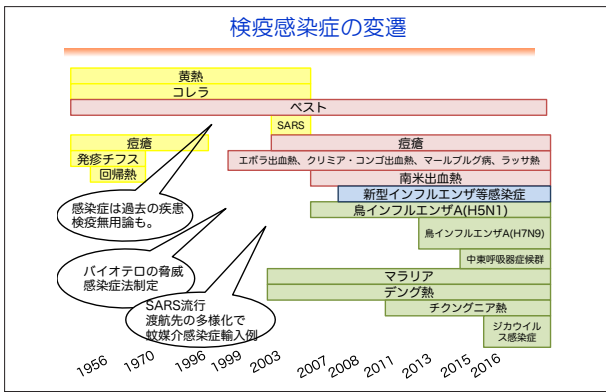 検疫感染症の変遷
黄熱
コレラ
ペスト
SARS
痘瘡
痘瘡
発疹チフス
エボラ出血熱、クリミア・コンゴ出血熱、マールブルグ病、ラッサ熱
回帰熱
南米出血熱
新型インフルエンザ等感染症
感染症は過去の疾患
検疫無用論も。
鳥インフルエンザA(H5N1)
鳥インフルエンザA(H7N9)
中東呼吸器症候群
バイオテロの脅威
感染症法制定
マラリア
デング熱
SARS流行
渡航先の多様化で
蚊媒介感染症輸入例
チクングニア熱
ジカウイル
ス感染症
1956 1970 1996 1999 2003 2007 2008 2011 2013 2015 2016